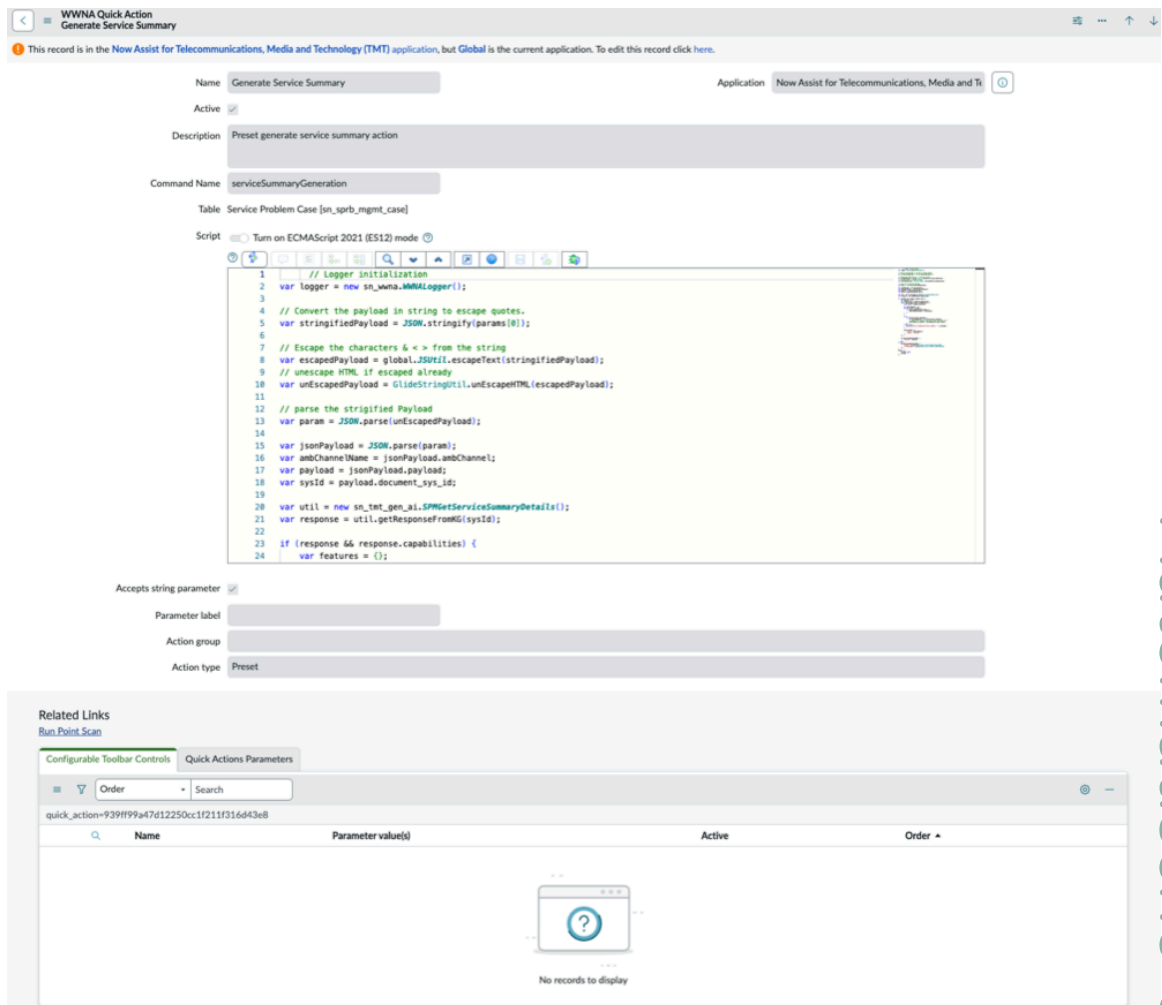 WWNA Quick Action
Generate Service Summary
This record is in the Now Assist for Telecommunications, Media and Technology (TMT) application, but Global is the current application. To edit this record click here.
Name Generate Service Summary
Application Now Assist for Telecommunications, Media and Te
Active
Description Preset generate service summary action
Command Name serviceSummaryGeneration
Table Service Problem Case [sn_sprb_mgmt_case]
Script Turn on ECMAScript 2021 (ES12) mode
1 // Logger initialization
2 var logger = new sn_wwna.WWNALogger();
3
4 // Convert the payload in string to escape quotes.
5 var stringifiedPayload = JSON.stringify(params[0]);
6
7 // Escape the characters & < > from the string
8 var escapedPayload = global.JSUtil.escapeText(stringifiedPayload);
9 // unescape HTML if escaped already
10 var unEscapedPayload = GlideStringUtil.unEscapeHTML(escapedPayload);
11
12 // parse the strigified Payload
13 var param = JSON.parse(unEscapedPayload);
14
15 var jsonPayload = JSON.parse(param);
16 var ambChannelName = jsonPayload.ambChannel;
17 var payload = jsonPayload.payload;
18 var sysId = payload.document_sys_id;
19
20 var util = new sn_tmt_gen_ai.SPMGetServiceSummaryDetails();
21 var response = util.getResponseFromKG(sysId);
22
23 if (response && response.capabilities) {
24 var features = {};
Accepts string parameter
Parameter label
Action group
Action type Preset
Related Links
Run Point Scan
Configurable Toolbar Controls Quick Actions Parameters
Order Search
quick_action=939ff99a47d12250cc1f211f316d43e8
Name Parameter value(s) Active Order
No records to display